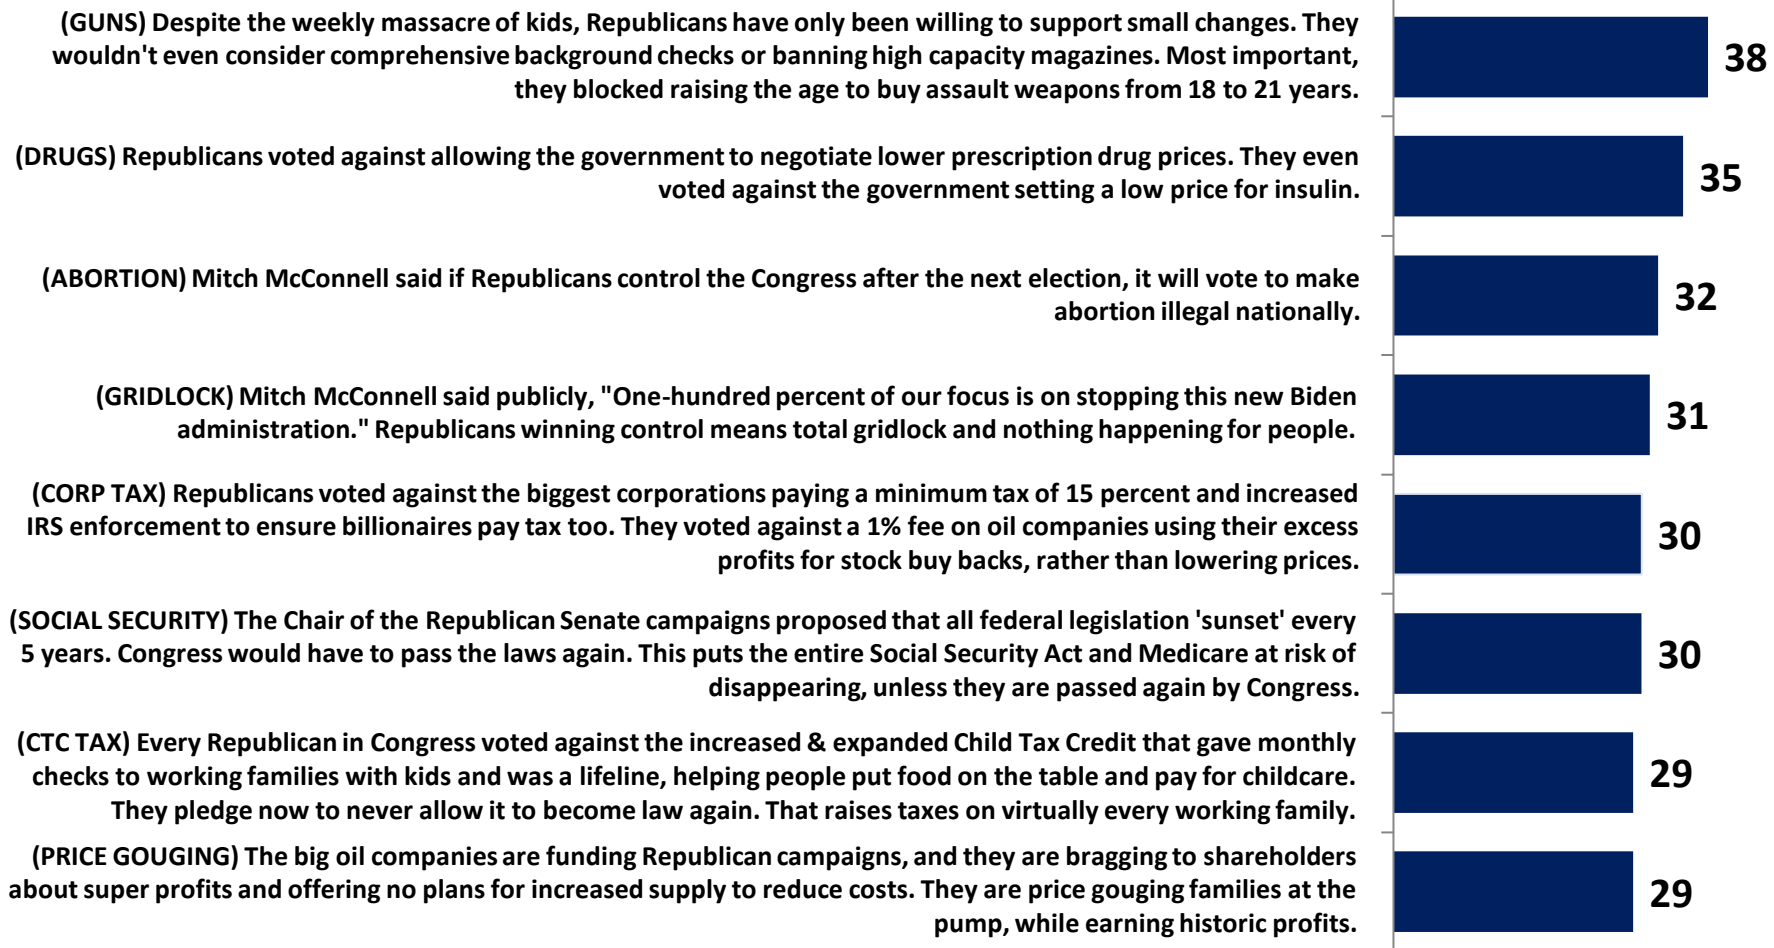 (GUNS) Despite the weekly massacre of kids, Republicans have only been willing to support small changes. They
wouldn't even consider comprehensive background checks or banning high capacity magazines. Most important,
they blocked raising the age to buy assault weapons from 18 to 21 years.
38
(DRUGS) Republicans voted against allowing the government to negotiate lower prescription drug prices. They even
voted against the government setting a low price for insulin.
35
(ABORTION) Mitch McConnell said if Republicans control the Congress after the next election, it will vote to make
abortion illegal nationally.
32
(GRIDLOCK) Mitch McConnell said publicly, "One-hundred percent of our focus is on stopping this new Biden
administration." Republicans winning control means total gridlock and nothing happening for people.
31
(CORP TAX) Republicans voted against the biggest corporations paying a minimum tax of 15 percent and increased
IRS enforcement to ensure billionaires pay tax too. They voted against a 1% fee on oil companies using their excess
profits for stock buy backs, rather than lowering prices.
30
(SOCIAL SECURITY) The Chair of the Republican Senate campaigns proposed that all federal legislation 'sunset' every
5 years. Congress would have to pass the laws again. This puts the entire Social Security Act and Medicare at risk of
disappearing, unless they are passed again by Congress.
30
(CTC TAX) Every Republican in Congress voted against the increased & expanded Child Tax Credit that gave monthly
checks to working families with kids and was a lifeline, helping people put food on the table and pay for childcare.
They pledge now to never allow it to become law again. That raises taxes on virtually every working family.
29
(PRICE GOUGING) The big oil companies are funding Republican campaigns, and they are bragging to shareholders
about super profits and offering no plans for increased supply to reduce costs. They are price gouging families at the
pump, while earning historic profits.
29